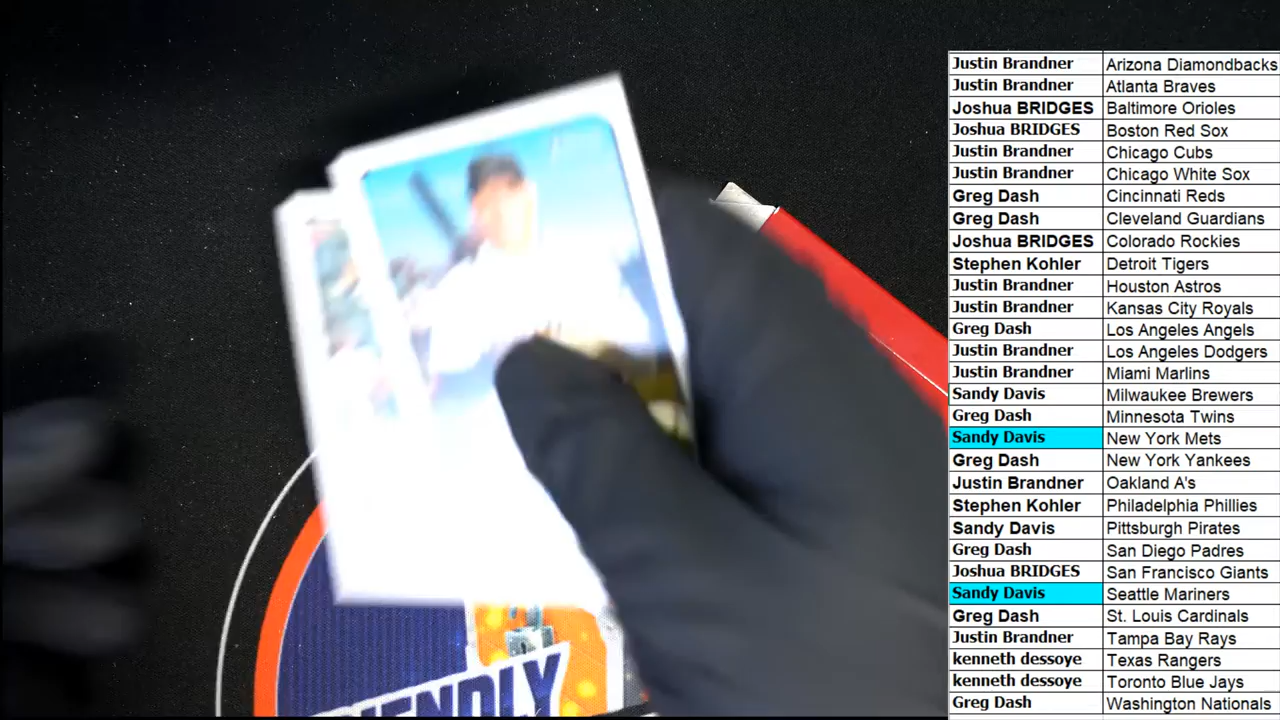 Justin Brandner Arizona Diamondbacks
Justin Brandner Atlanta Braves
Joshua BRIDGES Baltimore Orioles
Joshua BRIDGES Boston Red Sox
Justin Brandner Chicago Cubs
Justin Brandner Chicago White Sox
Greg Dash Cincinnati Reds
Greg Dash Cleveland Guardians
Joshua BRIDGES Colorado Rockies
Stephen Kohler Detroit Tigers
Justin Brandner Houston Astros
Justin Brandner Kansas City Royals
Greg Dash Los Angeles Angels
Justin Brandner Los Angeles Dodgers
Justin Brandner Miami Marlins
Sandy Davis Milwaukee Brewers
Greg Dash Minnesota Twins
Sandy Davis New York Mets
Greg Dash New York Yankees
Justin Brandner Oakland A's
Stephen Kohler Philadelphia Phillies
Sandy Davis Pittsburgh Pirates
Greg Dash San Diego Padres
Joshua BRIDGES San Francisco Giants
Sandy Davis Seattle Mariners
Greg Dash St. Louis Cardinals
Justin Brandner Tampa Bay Rays
kenneth dessoye Texas Rangers
kenneth dessoye Toronto Blue Jays
Greg Dash Washington Nationals